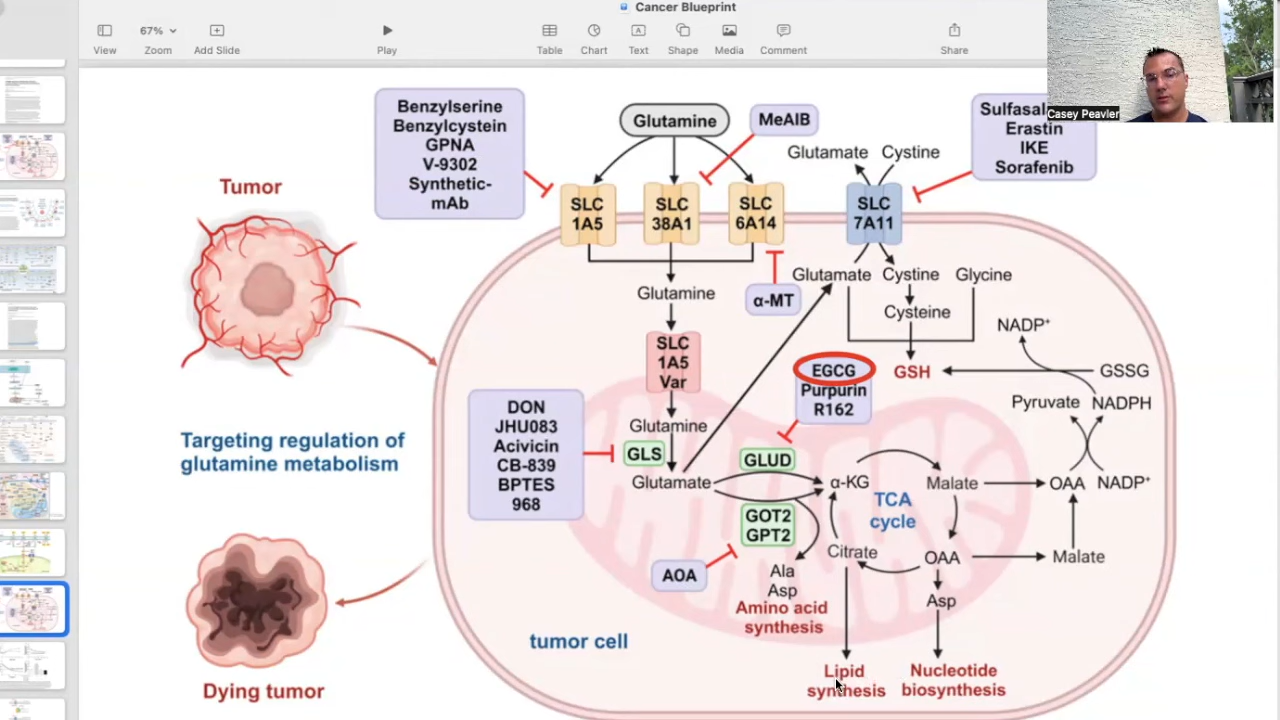 Cancer Blueprint
67%
View
Zoom
Add Slide
Play
Table
Chart
Text
Shape
Media
Comment
Share
Casey Peavler
Benzylserine
Benzylcystein
GPNA
V-9302
Synthetic-
mAb
Glutamine
MeAIB
Glutamate Cystine
Erastin
IKE
Sorafenib
Tumor
SLC
1A5
SLC
38A1
SLC
6A14
SLC
7A11
Glutamine
α-MT
Glutamate Cystine Glycine
Cysteine
NADP⁺
SLC
1A5
Var
EGCG
Purpurin
R162
GSH
GSSG
Pyruvate NADPH
Targeting regulation of
glutamine metabolism
DON
JHU083
Acivicin
CB-839
BPTES
968
Glutamine
GLS
GLUD
Glutamate
α-KG
Malate
OAA NADP⁺
TCA
cycle
GOT2
GPT2
Citrate
OAA
Malate
AOA
Ala
Asp
Amino acid
synthesis
Asp
tumor cell
Lipid
synthesis
Nucleotide
biosynthesis
Dying tumor